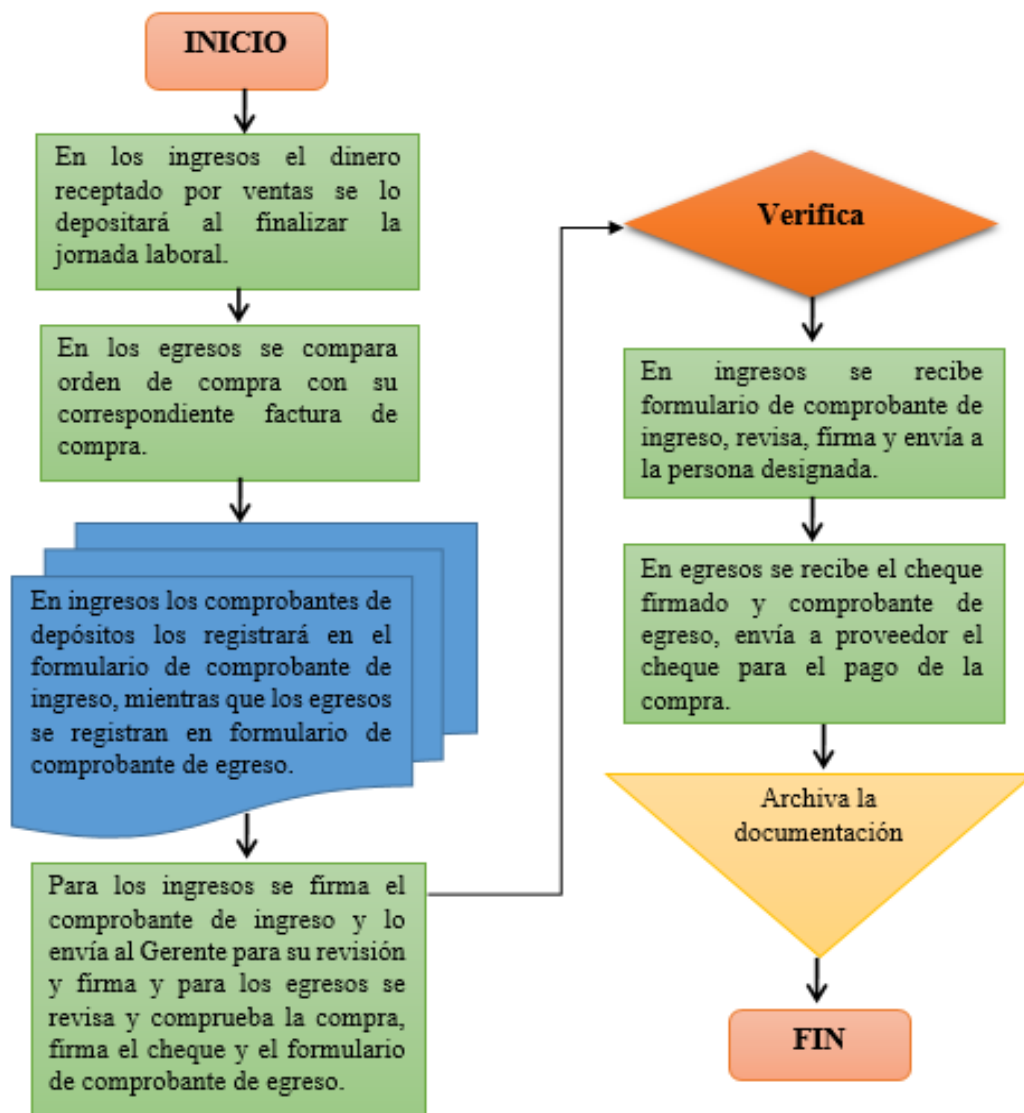 INICIO
En los ingresos el dinero
receptado por ventas se lo
depositará al finalizar la
jornada laboral.
En los egresos se compara
orden de compra con su
correspondiente factura de
compra.
En ingresos los comprobantes de
depósitos los registrará en el
formulario de comprobante de
ingreso, mientras que los egresos
se registran en formulario de
comprobante de egreso.
Para los ingresos se firma el
comprobante de ingreso y lo
envía al Gerente para su revisión
y firma y para los egresos se
revisa y comprueba la compra,
firma el cheque y el formulario
de comprobante de egreso.
Verifica
En ingresos se recibe
formulario de comprobante de
ingreso, revisa, firma y envía a
la persona designada.
En egresos se recibe el cheque
firmado y comprobante de
egreso, envía a proveedor el
cheque para el pago de la
compra.
Archiva la
documentación
FIN